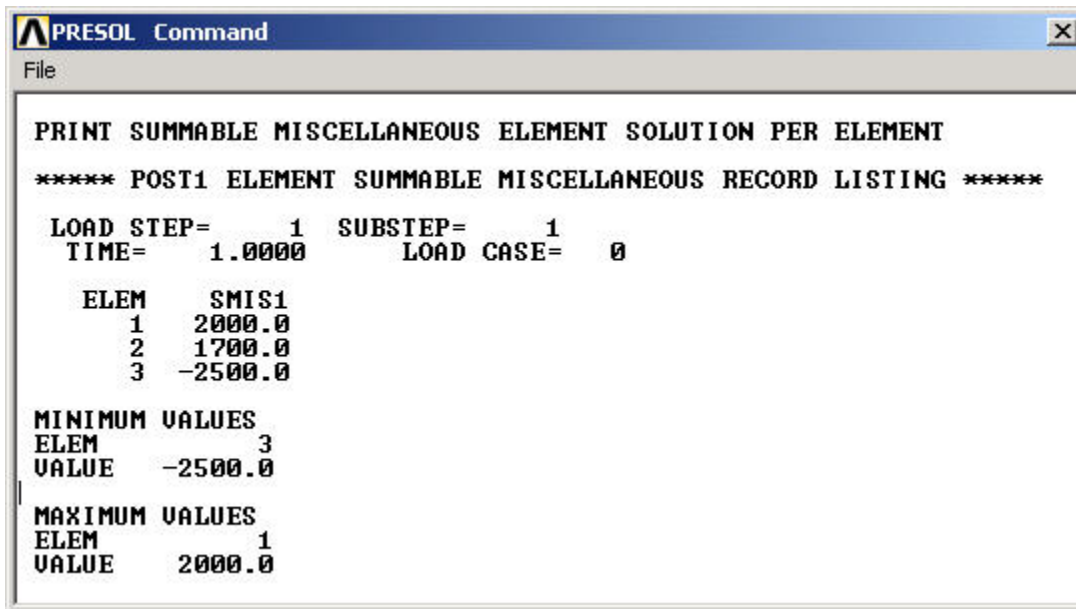 PRESOL Command
File
PRINT SUMMABLE MISCELLANEOUS ELEMENT SOLUTION PER ELEMENT
***** POST1 ELEMENT SUMMABLE MISCELLANEOUS RECORD LISTING *****
LOAD STEP= 1 SUBSTEP= 1
TIME= 1.0000 LOAD CASE= 0
ELEM SMIS1
1 2000.0
2 1700.0
3 -2500.0
MINIMUM VALUES
ELEM 3
VALUE -2500.0
MAXIMUM VALUES
ELEM 1
VALUE 2000.0